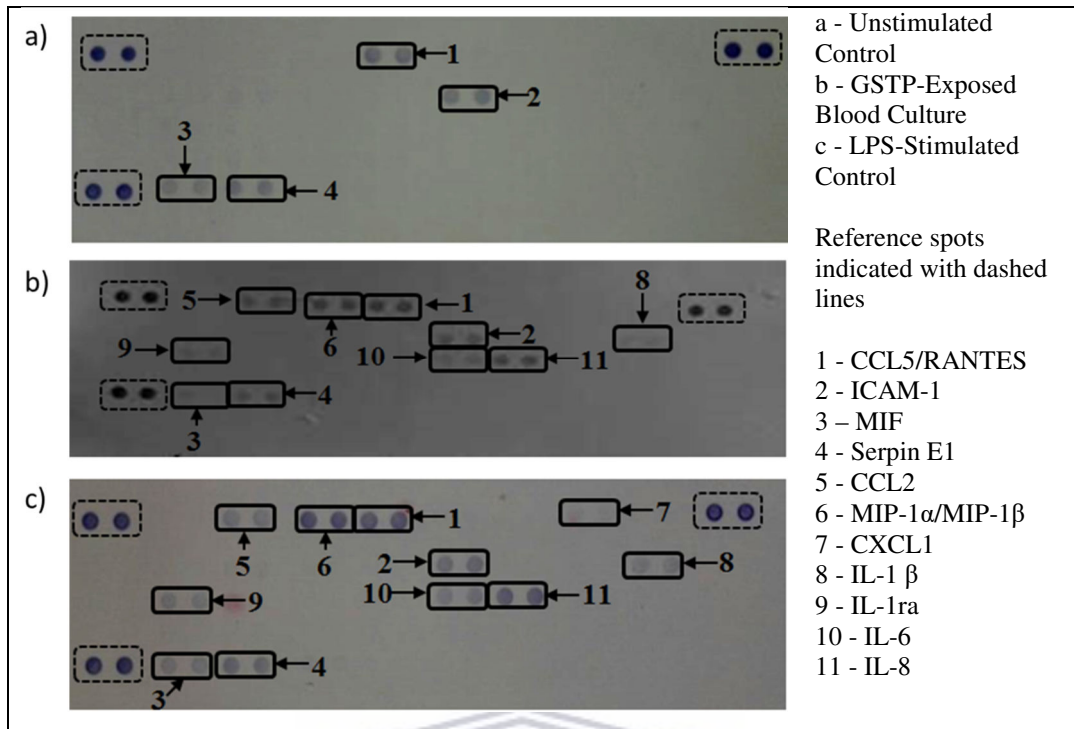 a)
1
2
3
4
b)
5
6
1
8
2
9
10
11
4
3
c)
1
7
5
6
2
8
9
10
11
4
3
a - Unstimulated
Control
b - GSTP-Exposed
Blood Culture
c - LPS-Stimulated
Control
Reference spots
indicated with dashed
lines
1 - CCL5/RANTES
2 - ICAM-1
3 – MIF
4 - Serpin E1
5 - CCL2
6 - MIP-1α/MIP-1β
7 - CXCL1
8 - IL-1 β
9 - IL-1ra
10 - IL-6
11 - IL-8